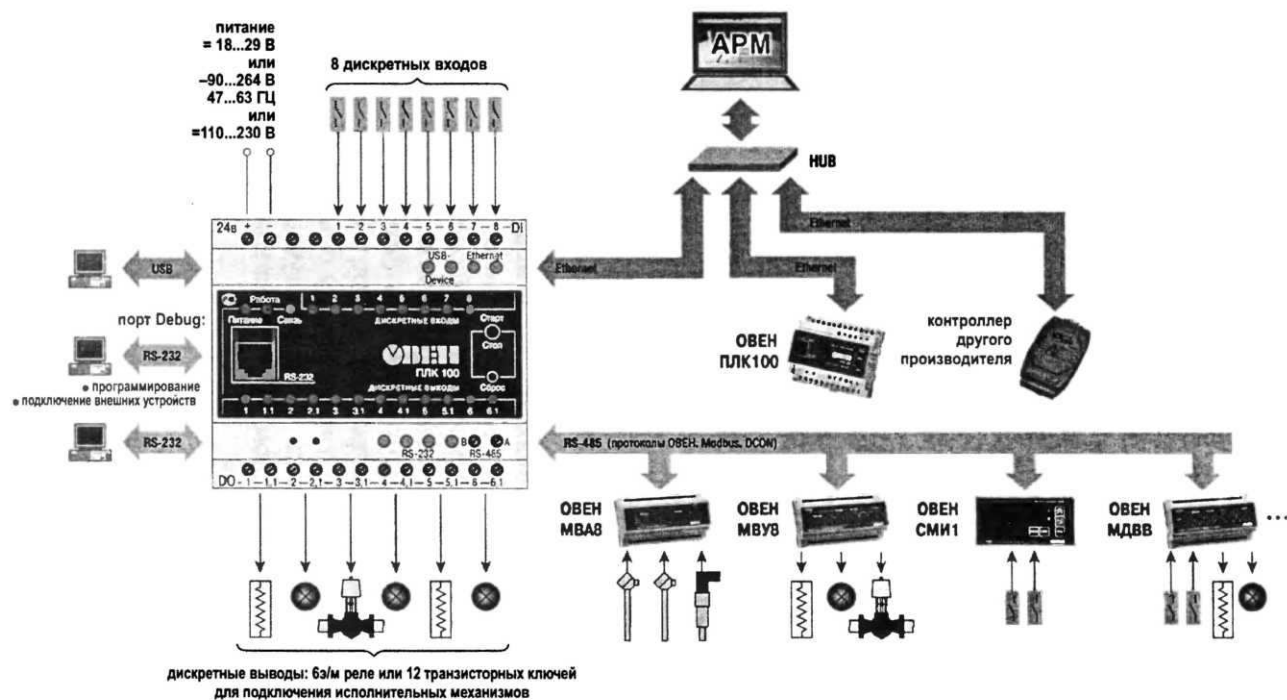 питание
= 18...29 В
или
–90...264 В
47...63 ГЦ
или
=110...230 В
8 дискретных входов
АРМ
HUB
24в + – 1 – 2 – 3 – 4 – 5 – 6 – 7 – 8 – Di
USB- Ethernet
Device
USB
Ethernet
Ethernet
Ethernet
Работа 1 2 3 4 5 6 7 8
Питание Связь ДИСКРЕТНЫЕ ВХОДЫ Старт
Стоп
порт Debug:
RS-232
ОВЕН
ПЛК 100
RS-232
ДИСКРЕТНЫЕ ВЫХОДЫ Сброс
1 1.1 2 2.1 3 3.1 4 4.1 5 5.1 6 6.1
• программирование
• подключение внешних устройств
ОВЕН
ПЛК100
контроллер
другого
производителя
RS-232
В А
RS-232 RS-485
RS-485 (протоколы ОВЕН, Modbus, DCON)
DO - 1 – 1,1 – 2 – 2,1 – 3 – 3,1 – 4 – 4,1 – 5 – 5,1 – 6 – 6,1
ОВЕН
МВА8
ОВЕН
МВУ8
ОВЕН
СМИ1
ОВЕН
МДВВ
...
дискретные выводы: 6э/м реле или 12 транзисторных ключей
для подключения исполнительных механизмов